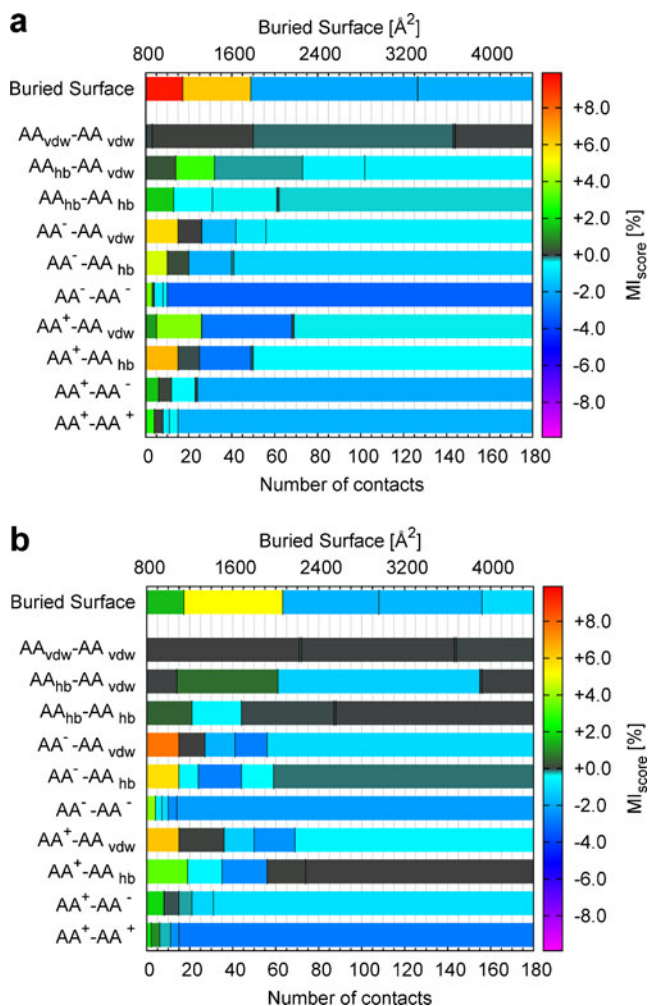 a
Buried Surface [Å²]
800 1600 2400 3200 4000
Buried Surface
AAvdw-AA vdw
AAhb-AA vdw
AAhb-AA hb
AA⁻-AA vdw
AA⁻-AA hb
AA⁻-AA⁻
AA⁺-AA vdw
AA⁺-AA hb
AA⁺-AA⁻
AA⁺-AA⁺
0 20 40 60 80 100 120 140 160 180
Number of contacts
+8.0
+6.0
+4.0
+2.0
+0.0
-2.0
-4.0
-6.0
-8.0
MIscore [%]
b
Buried Surface [Å²]
800 1600 2400 3200 4000
Buried Surface
AAvdw-AA vdw
AAhb-AA vdw
AAhb-AA hb
AA⁻-AA vdw
AA⁻-AA hb
AA⁻-AA⁻
AA⁺-AA vdw
AA⁺-AA hb
AA⁺-AA⁻
AA⁺-AA⁺
0 20 40 60 80 100 120 140 160 180
Number of contacts
+8.0
+6.0
+4.0
+2.0
+0.0
-2.0
-4.0
-6.0
-8.0
MIscore [%]